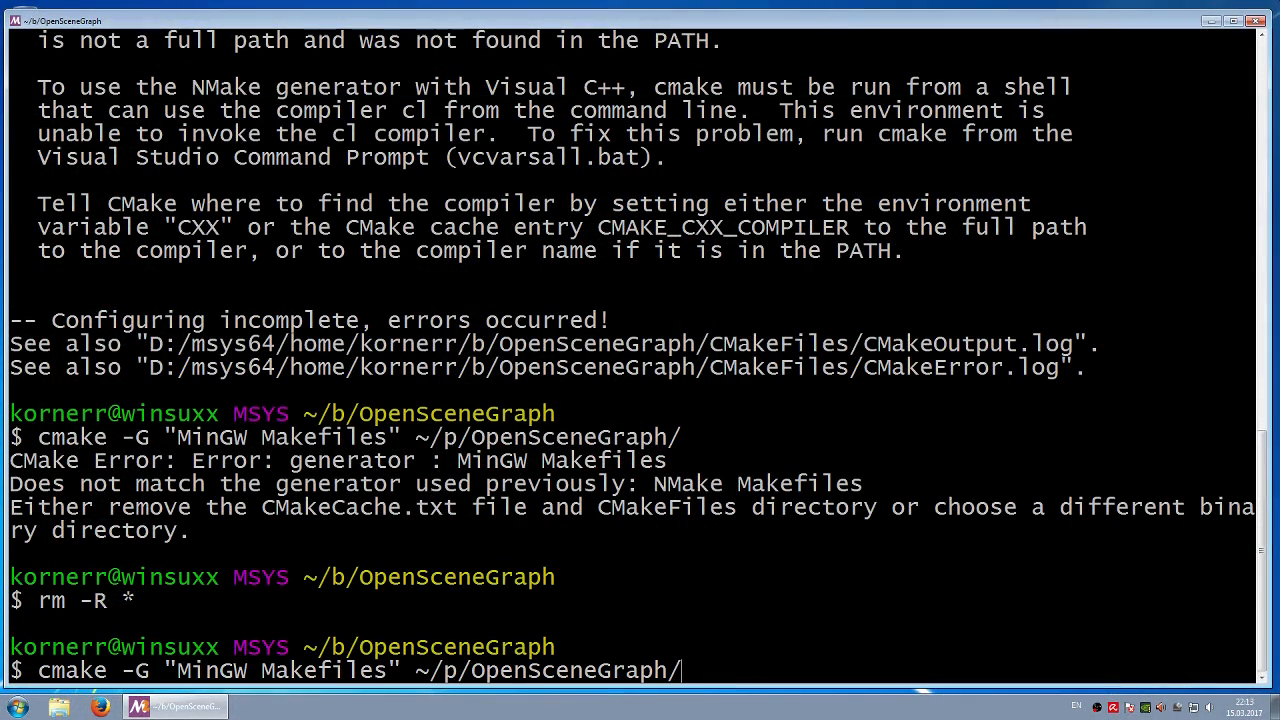 ~/b/OpenSceneGraph
is not a full path and was not found in the PATH.
To use the NMake generator with Visual C++, cmake must be run from a shell
that can use the compiler cl from the command line.  This environment is
unable to invoke the cl compiler.  To fix this problem, run cmake from the
Visual Studio Command Prompt (vcvarsall.bat).
Tell CMake where to find the compiler by setting either the environment
variable "CXX" or the CMake cache entry CMAKE_CXX_COMPILER to the full path
to the compiler, or to the compiler name if it is in the PATH.
-- Configuring incomplete, errors occurred!
See also "D:/msys64/home/kornerr/b/OpenSceneGraph/CMakeFiles/CMakeOutput.log".
See also "D:/msys64/home/kornerr/b/OpenSceneGraph/CMakeFiles/CMakeError.log".
kornerr@winsuxx MSYS ~/b/OpenSceneGraph
$ cmake -G "MinGW Makefiles" ~/p/OpenSceneGraph/
CMake Error: Error: generator : MinGW Makefiles
Does not match the generator used previously: NMake Makefiles
Either remove the CMakeCache.txt file and CMakeFiles directory or choose a different bina
ry directory.
kornerr@winsuxx MSYS ~/b/OpenSceneGraph
$ rm -R *
kornerr@winsuxx MSYS ~/b/OpenSceneGraph
$ cmake -G "MinGW Makefiles" ~/p/OpenSceneGraph/
~/b/OpenSceneG...
EN
22:13
15.03.2017